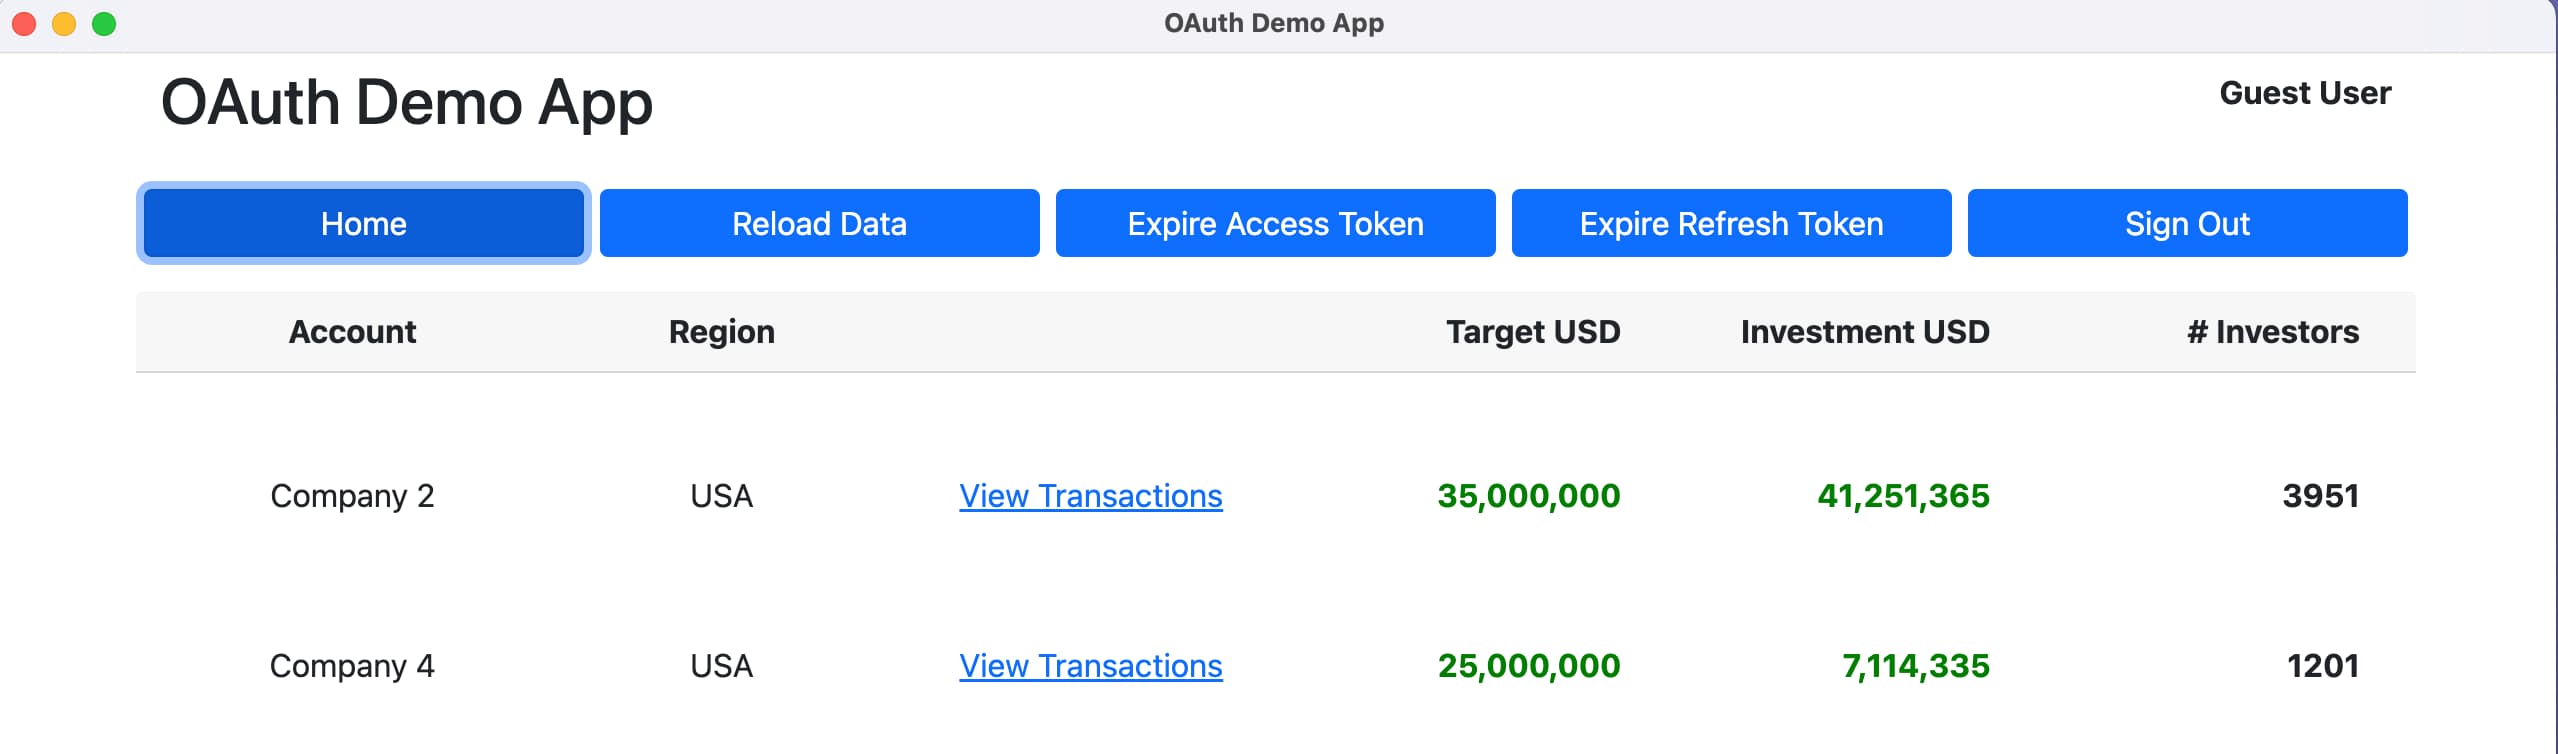 OAuth Demo App
OAuth Demo App
Guest User
Home Reload Data Expire Access Token Expire Refresh Token Sign Out
Account Region Target USD Investment USD # Investors
Company 2 USA View Transactions 35,000,000 41,251,365 3951
Company 4 USA View Transactions 25,000,000 7,114,335 1201